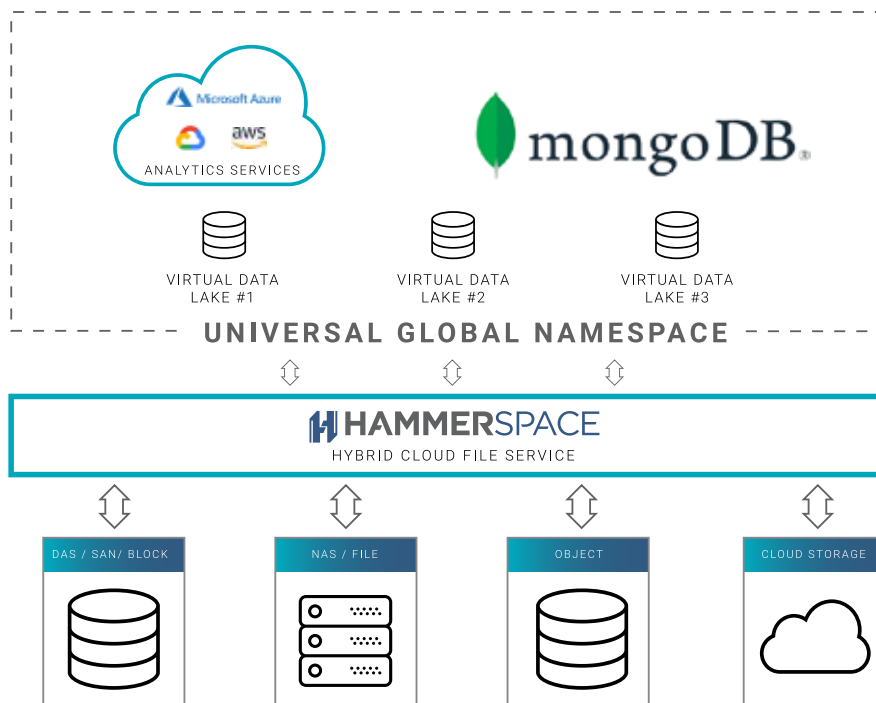 Microsoft Azure
aws
ANALYTICS SERVICES
mongoDB®
VIRTUAL DATA
LAKE #1
VIRTUAL DATA
LAKE #2
VIRTUAL DATA
LAKE #3
UNIVERSAL GLOBAL NAMESPACE
HAMMERSPACE
HYBRID CLOUD FILE SERVICE
DAS / SAN/ BLOCK
NAS / FILE
OBJECT
CLOUD STORAGE